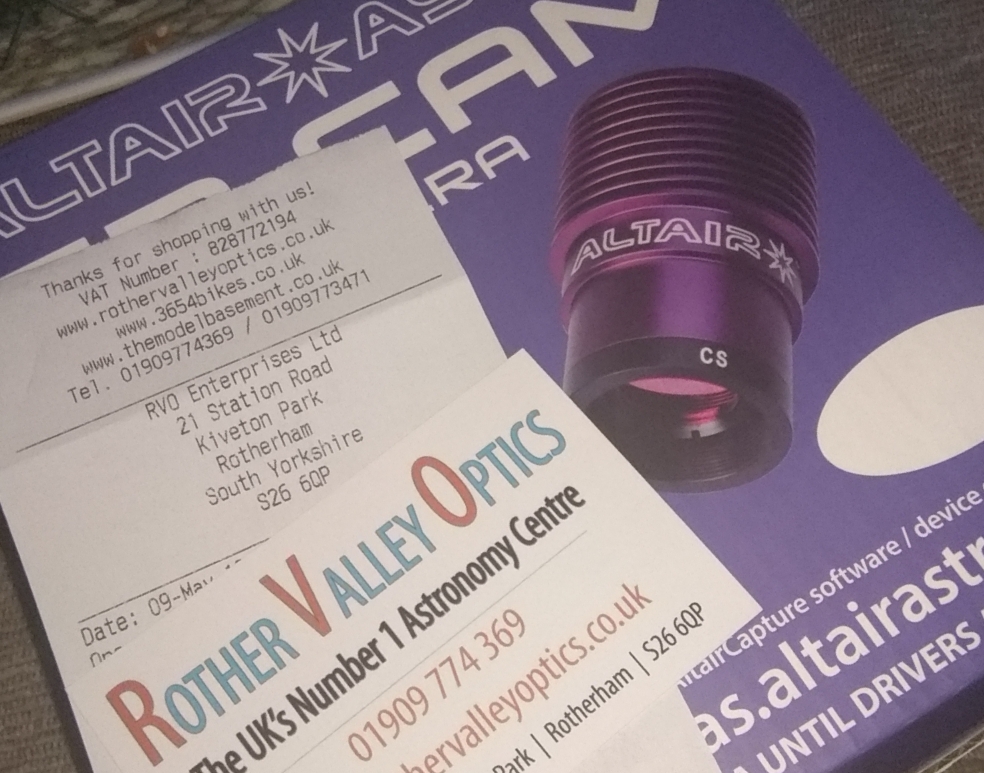 ALTAIR AS
CAM
RA
ALTAIR
CS
Thanks for shopping with us!
VAT Number : 828772194
www.rothervalleyoptics.co.uk
www.3654bikes.co.uk
www.themodelbasement.co.uk
Tel. 01909774369 / 01909773471
RVO Enterprises Ltd
21 Station Road
Kiveton Park
Rotherham
South Yorkshire
S26 6QP
Date: 09-May
ROTHER VALLEY OPTICS
The UK's Number 1 Astronomy Centre
01909 774 369
hervalleyoptics.co.uk
Park | Rotherham | S26 6QP
ltairCapture software / device
as.altairastr
A UNTIL DRIVERS